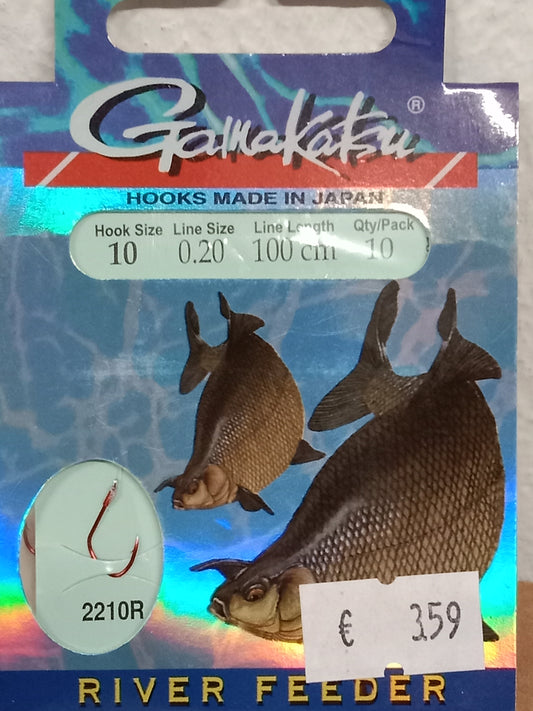 Gamakatsu®
HOOKS MADE IN JAPAN
Hook Size Line Size Line Length Qty/Pack
10 0.20 100 cm 10
2210R
€ 3.59
RIVER FEEDER